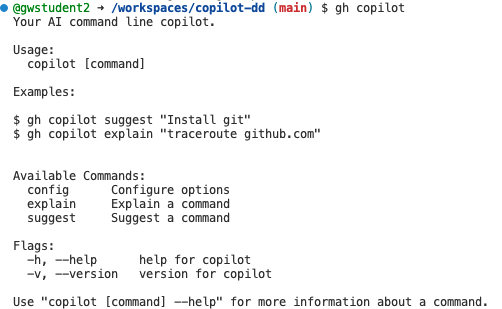 @gwstudent2 → /workspaces/copilot-dd (main) $ gh copilot
Your AI command line copilot.

Usage:
  copilot [command]

Examples:

$ gh copilot suggest "Install git"
$ gh copilot explain "traceroute github.com"


Available Commands:
  config      Configure options
  explain     Explain a command
  suggest     Suggest a command

Flags:
  -h, --help      help for copilot
  -v, --version   version for copilot

Use "copilot [command] --help" for more information about a command.